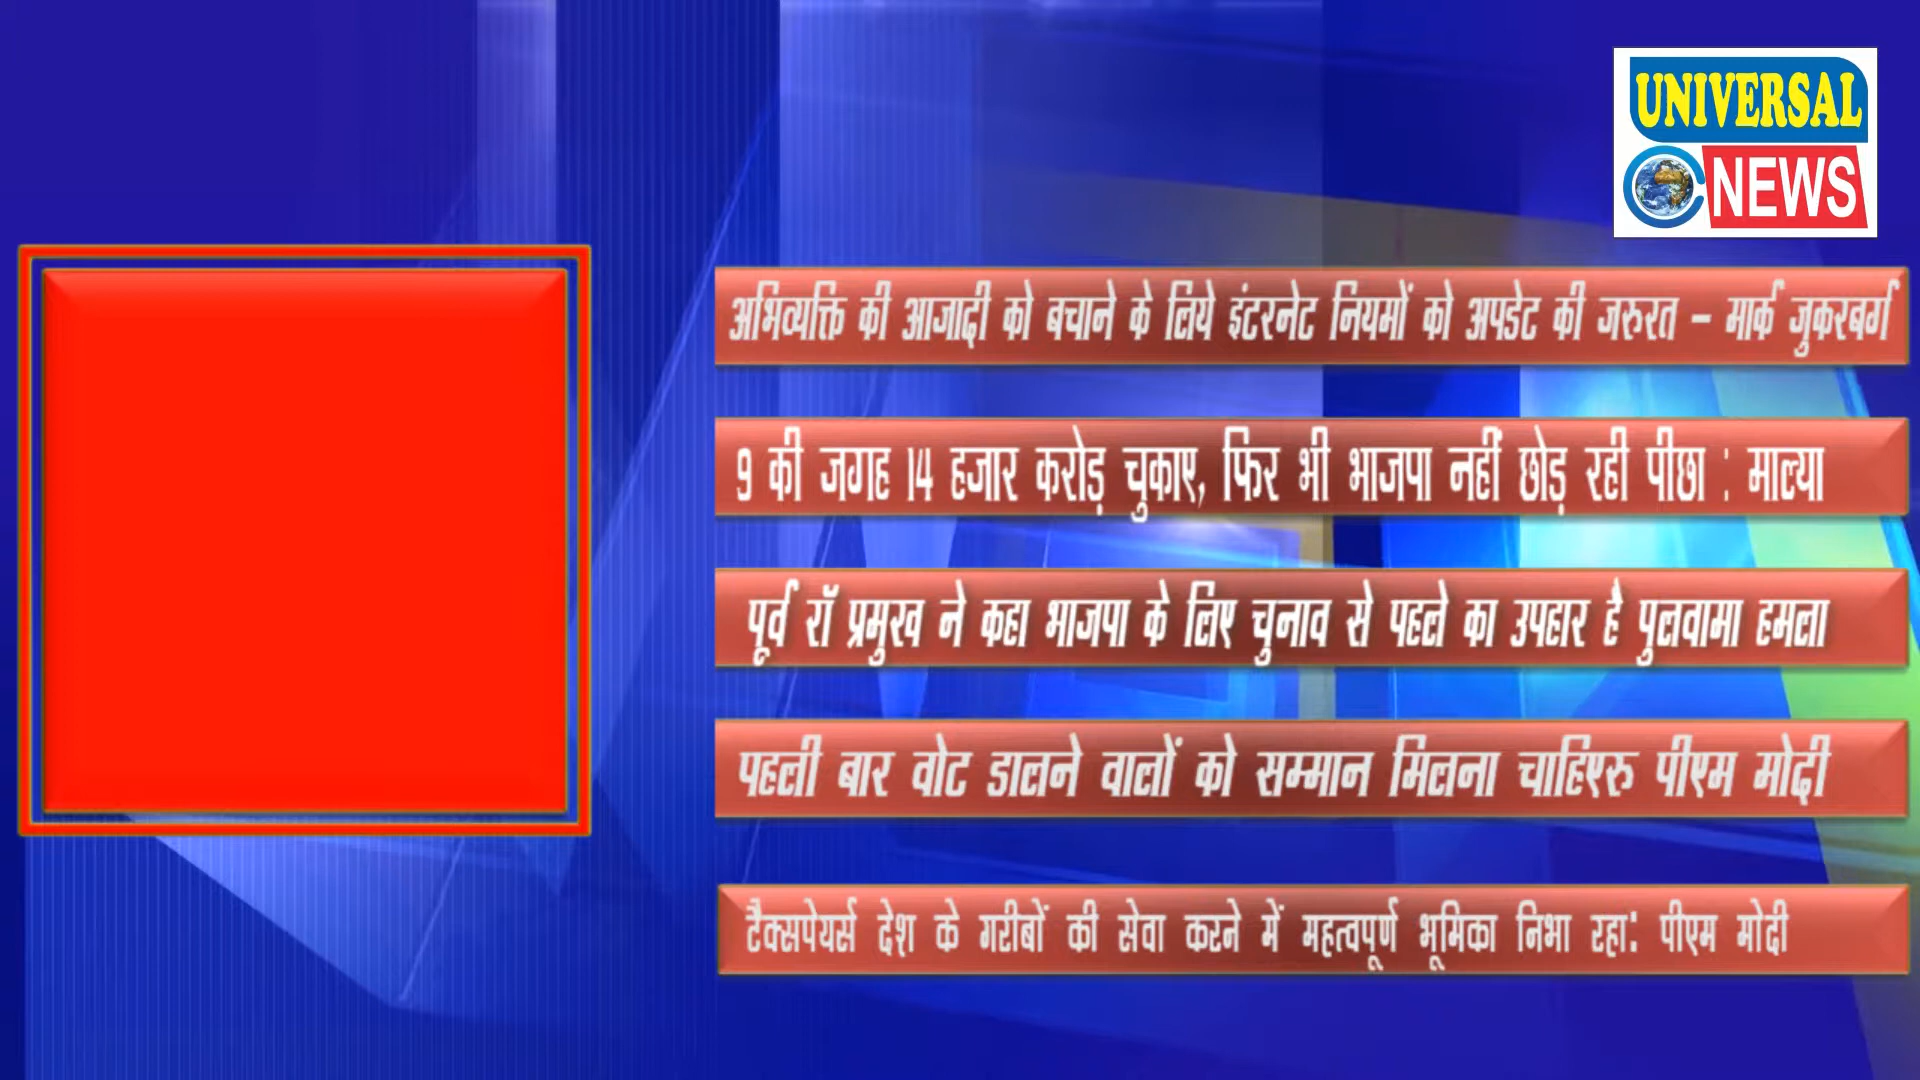 UNIVERSAL
NEWS
अभिव्यक्ति की आजादी को बचाने के लिये इंटरनेट नियमों को अपडेट की जरुरत - मार्क जुकरबर्ग
9 की जगह 14 हजार करोड़ चुकाए, फिर भी भाजपा नहीं छोड़ रही पीछा : माल्या
पूर्व रॉ प्रमुख ने कहा भाजपा के लिए चुनाव से पहले का उपहार है पुलवामा हमला
पहली बार वोट डालने वालों को सम्मान मिलना चाहिएरु पीएम मोदी
टैक्सपेयर्स देश के गरीबों की सेवा करने में महत्वपूर्ण भूमिका निभा रहा: पीएम मोदी